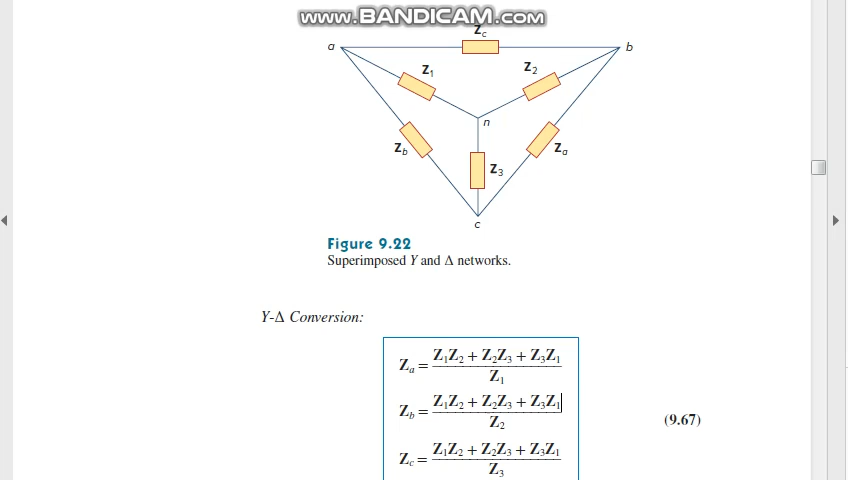 www.BANDICAM.com
Z_c
a
b
Z_1
Z_2
n
Z_b
Z_a
Z_3
c
Figure 9.22
Superimposed Y and Δ networks.
Y-Δ Conversion:
Z_a = (Z_1Z_2 + Z_2Z_3 + Z_3Z_1) / Z_1
Z_b = (Z_1Z_2 + Z_2Z_3 + Z_3Z_1) / Z_2
(9.67)
Z_c = (Z_1Z_2 + Z_2Z_3 + Z_3Z_1) / Z_3